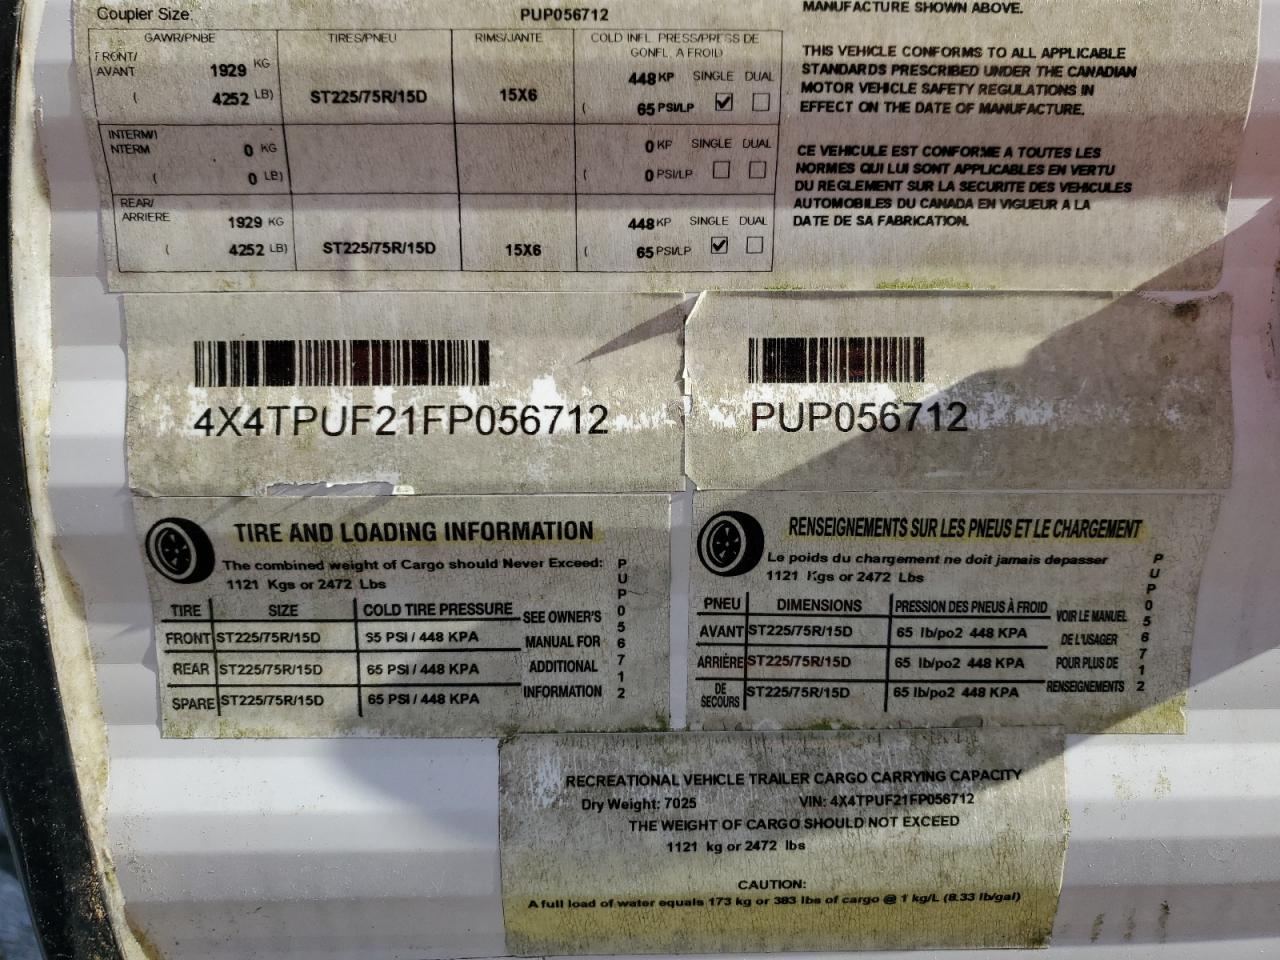 Coupler Size: PUP056712
MANUFACTURE SHOWN ABOVE.
GAWR/PNBE TIRES/PNEU RIMS/JANTE COLD INFL PRESS/PRESS DE
GONFL. A FROID
FRONT/
AVANT 1929 KG
( 4252 LB) ST225/75R/15D 15X6 448 KP SINGLE DUAL
( 65 PSI/LP
INTERM/
INTERM 0 KG 0 KP SINGLE DUAL
( 0 LB) ( 0 PSI/LP
REAR/
ARRIERE 1929 KG 448 KP SINGLE DUAL
( 4252 LB) ST225/75R/15D 15X6 ( 65 PSI/LP
THIS VEHICLE CONFORMS TO ALL APPLICABLE
STANDARDS PRESCRIBED UNDER THE CANADIAN
MOTOR VEHICLE SAFETY REGULATIONS IN
EFFECT ON THE DATE OF MANUFACTURE.
CE VEHICULE EST CONFORME A TOUTES LES
NORMES QUI LUI SONT APPLICABLES EN VERTU
DU REGLEMENT SUR LA SECURITE DES VEHICULES
AUTOMOBILES DU CANADA EN VIGUEUR A LA
DATE DE SA FABRICATION.
4X4TPUF21FP056712
PUP056712
TIRE AND LOADING INFORMATION
The combined weight of Cargo should Never Exceed:
1121 Kgs or 2472 Lbs
TIRE SIZE COLD TIRE PRESSURE
FRONT ST225/75R/15D 65 PSI / 448 KPA
REAR ST225/75R/15D 65 PSI / 448 KPA
SPARE ST225/75R/15D 65 PSI / 448 KPA
SEE OWNER'S
MANUAL FOR
ADDITIONAL
INFORMATION
PUP056712
RENSEIGNEMENTS SUR LES PNEUS ET LE CHARGEMENT
Le poids du chargement ne doit jamais depasser
1121 Kgs or 2472 Lbs
PNEU DIMENSIONS PRESSION DES PNEUS À FROID
AVANT ST225/75R/15D 65 lb/po2 448 KPA
ARRIÈRE ST225/75R/15D 65 lb/po2 448 KPA
DE
SECOURS ST225/75R/15D 65 lb/po2 448 KPA
VOIR LE MANUEL
DE L'USAGER
POUR PLUS DE
RENSEIGNEMENTS
PUP056712
RECREATIONAL VEHICLE TRAILER CARGO CARRYING CAPACITY
Dry Weight: 7025 VIN: 4X4TPUF21FP056712
THE WEIGHT OF CARGO SHOULD NOT EXCEED
1121 kg or 2472 lbs
CAUTION:
A full load of water equals 173 kg or 383 lbs of cargo @ 1 kg/L (8.33 lb/gal)